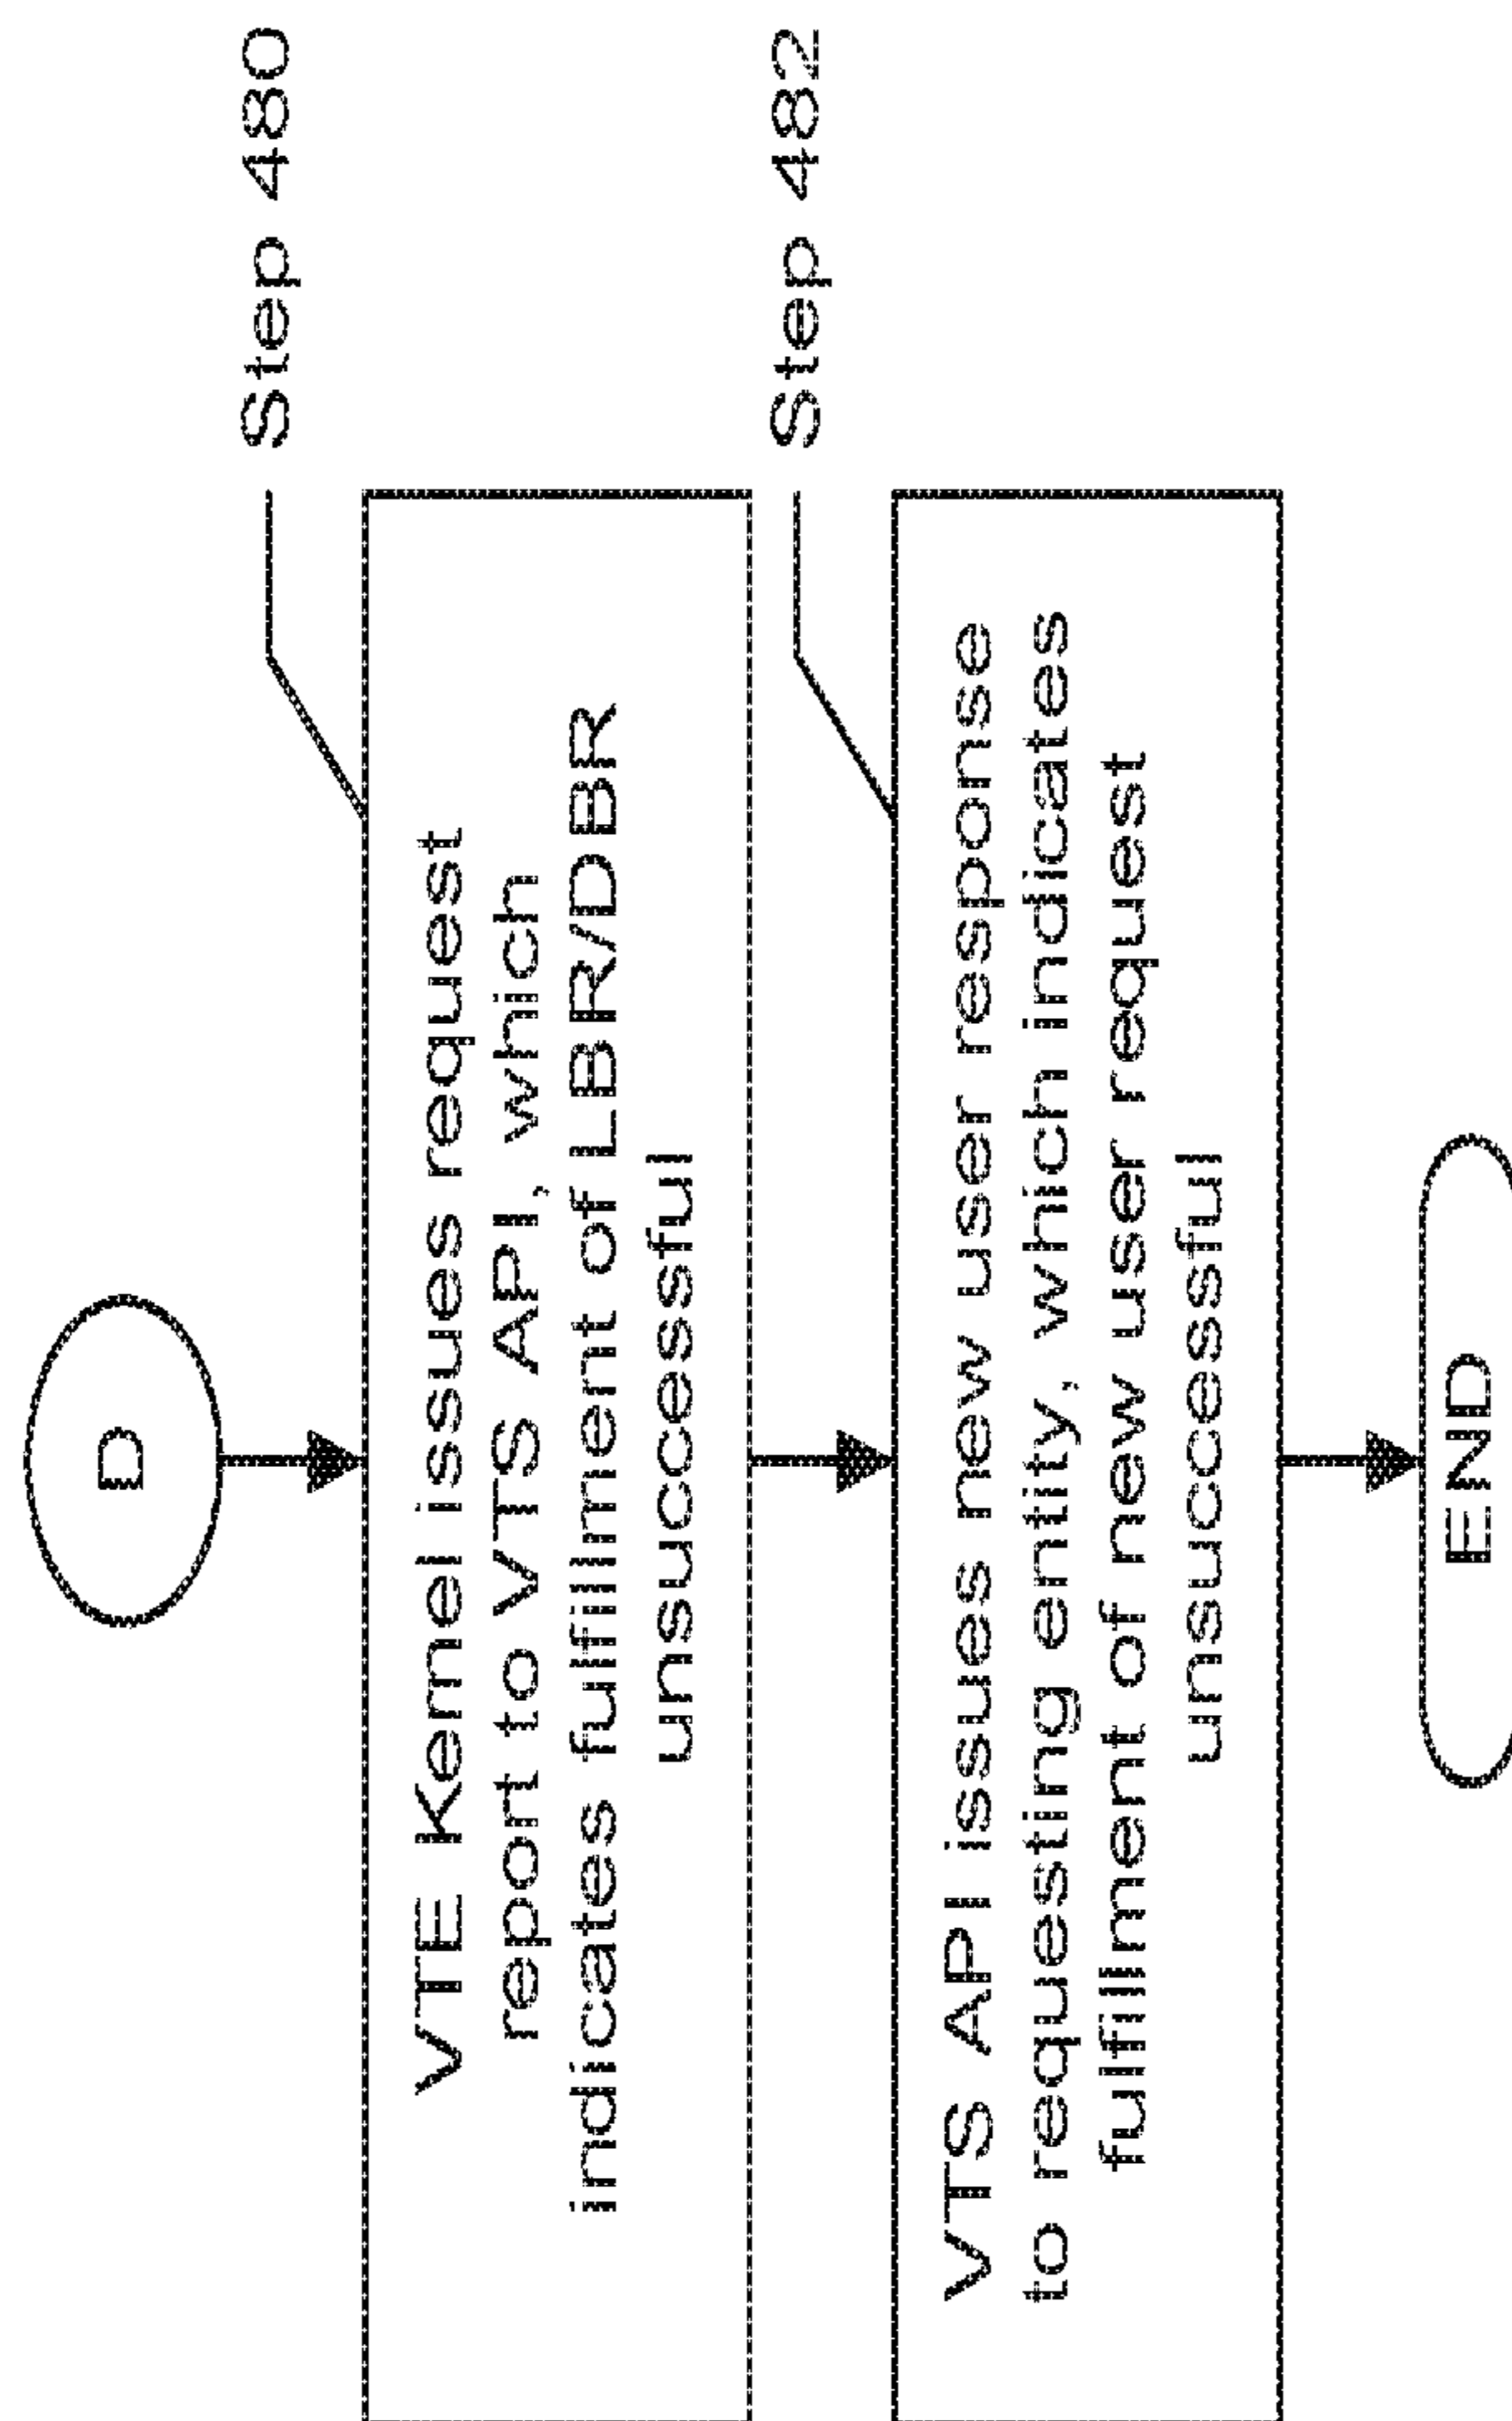 D
Step 480
VTE Kernel issues request
report to VTS API, which
indicates fulfillment of LBR/DBR
unsuccessful
Step 482
VTS API issues new user response
to requesting entity, which indicates
fulfillment of new user request
unsuccessful
END